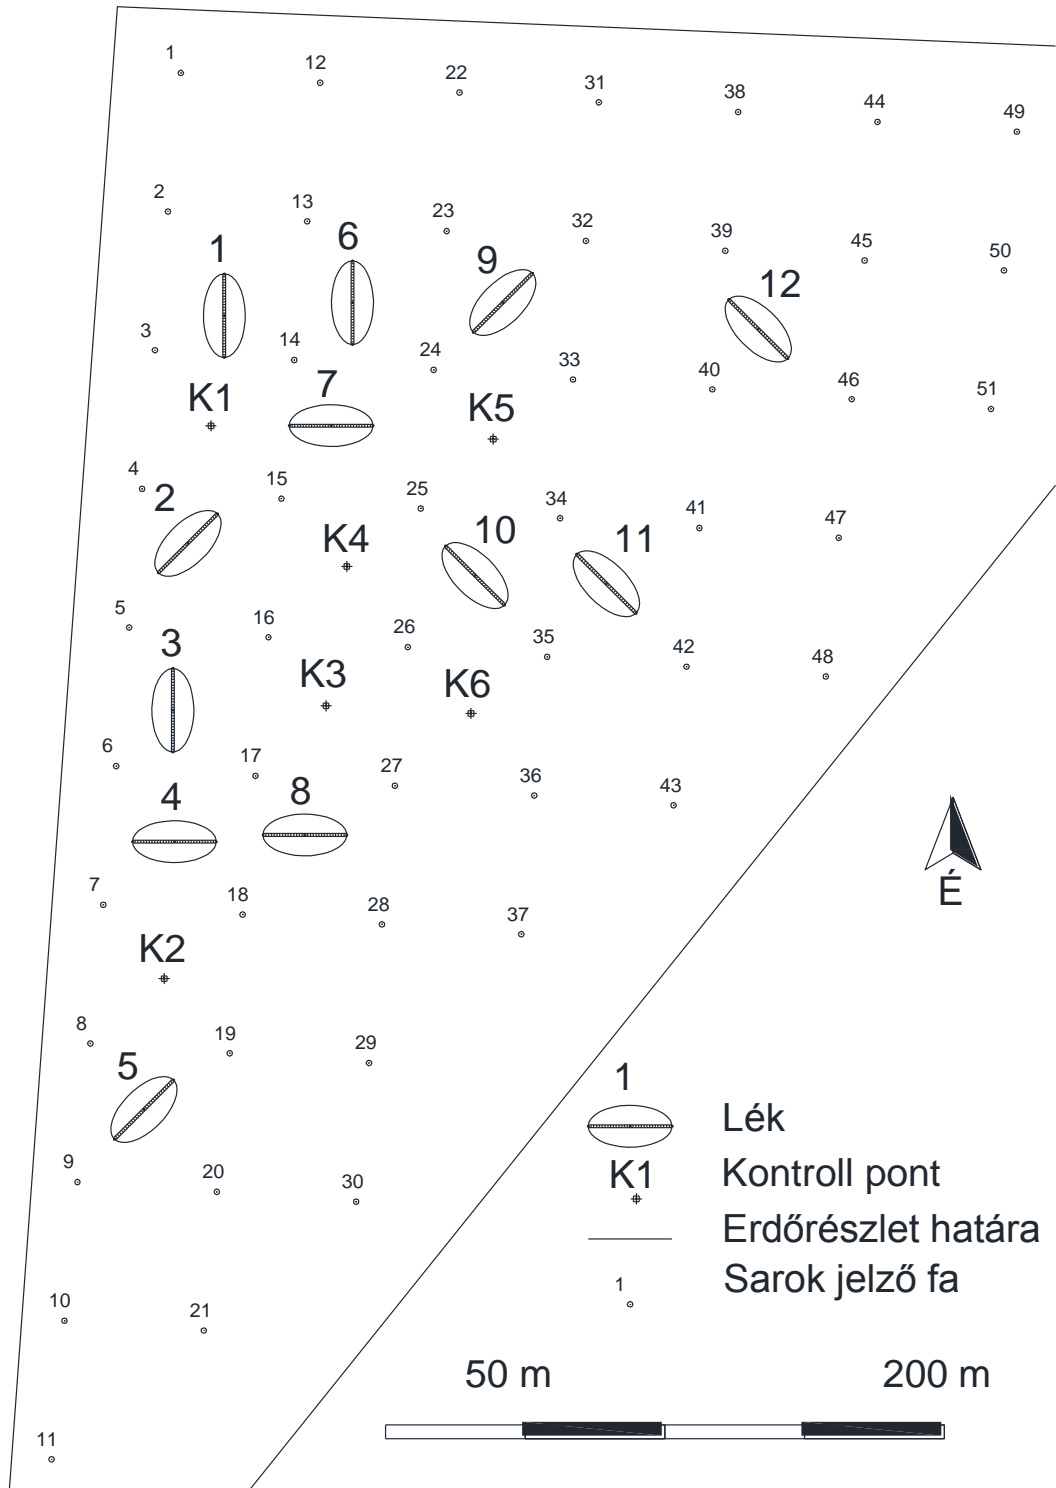 1 12 22 31 38 44 49
2 13 23 32 39 45 50
1 6 9 12
3 14 24 33 40 46 51
K1 7 K5
4 15 25 34 41 47
2 K4 10 11
5 16 26 35 42 48
3 K3 K6
6 17 27 36 43
4 8
É
7 18 28 37
K2
8 19 29
5
1
Lék
9 20 30
K1 Kontroll pont
Erdőrészlet határa
1 Sarok jelző fa
10 21
50 m 200 m
11